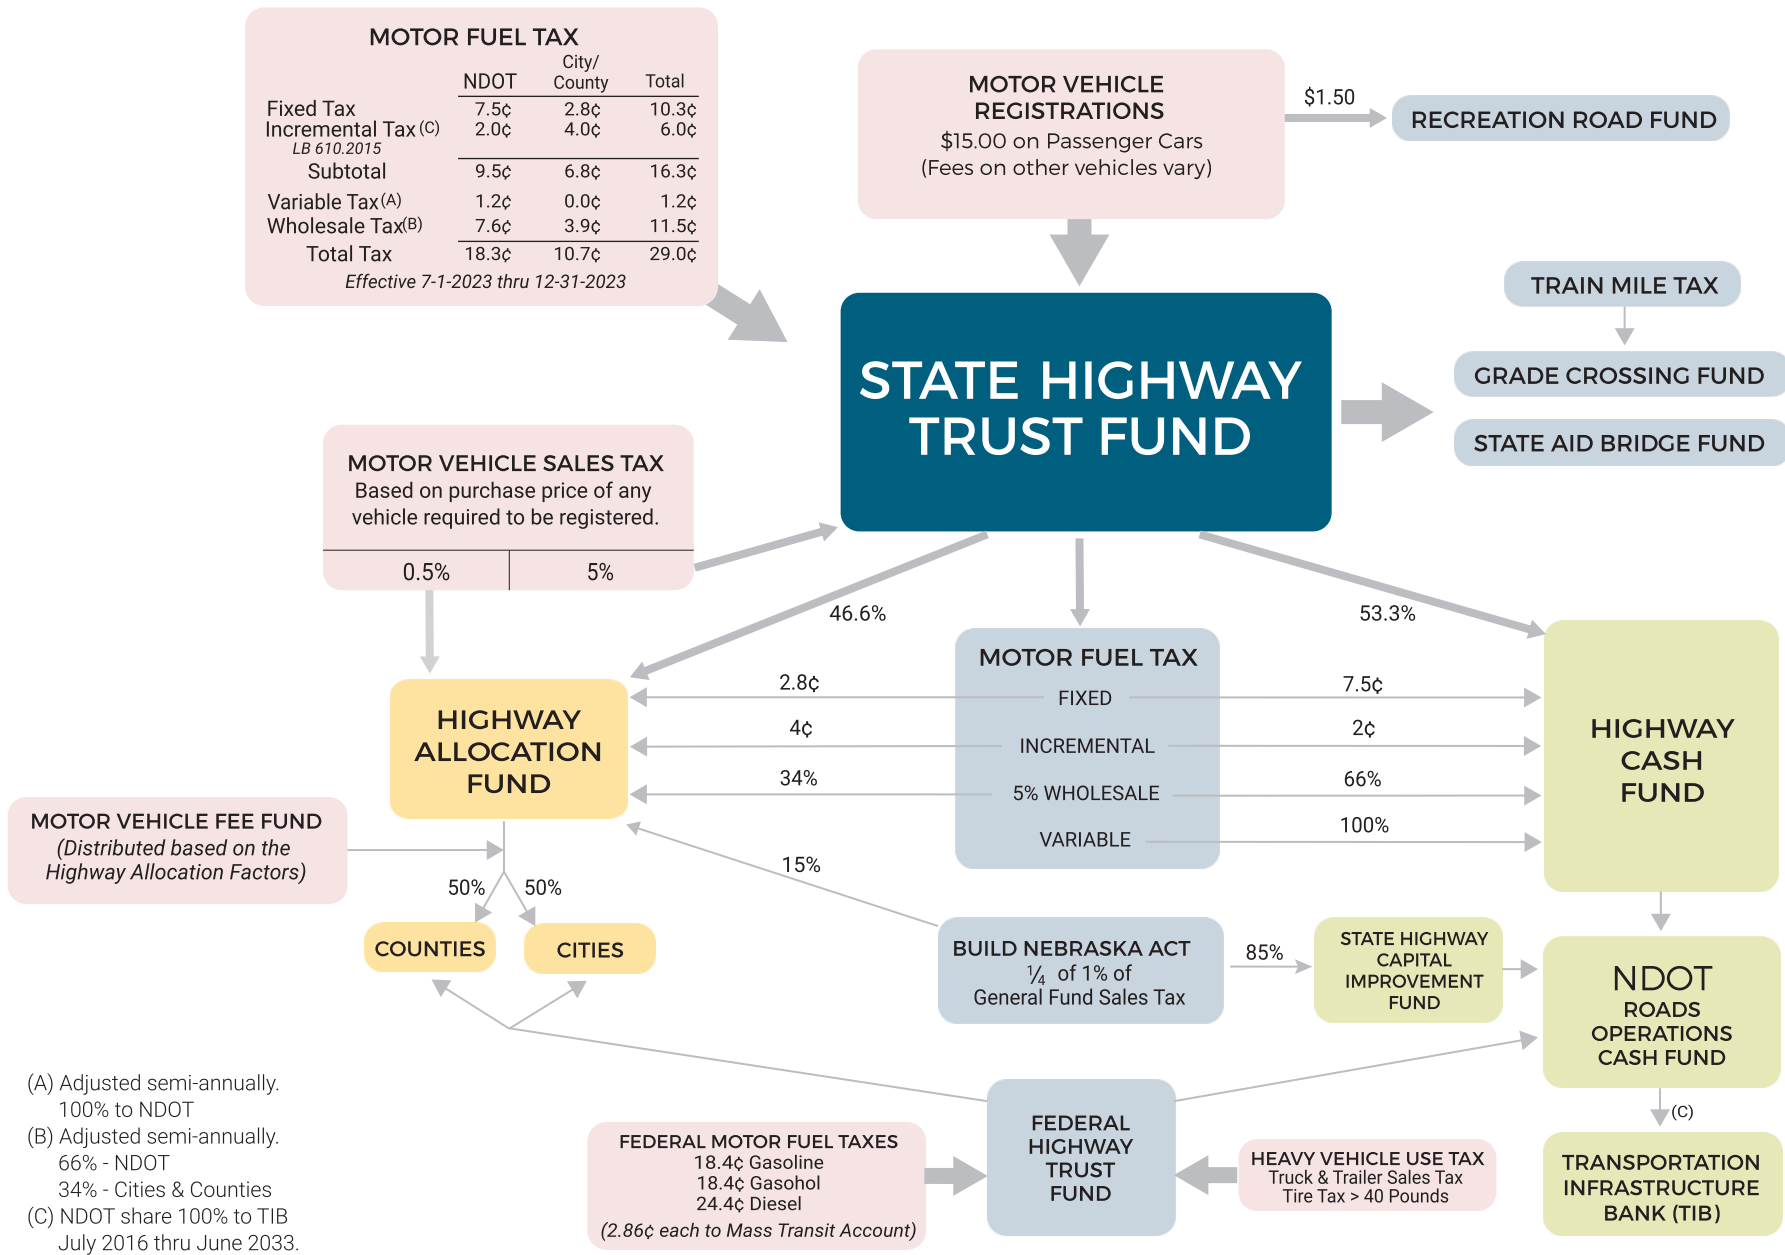 MOTOR FUEL TAX
NDOT City/ County Total
Fixed Tax 7.5¢ 2.8¢ 10.3¢
Incremental Tax (C) 2.0¢ 4.0¢ 6.0¢
LB 610.2015
Subtotal 9.5¢ 6.8¢ 16.3¢
Variable Tax (A) 1.2¢ 0.0¢ 1.2¢
Wholesale Tax(B) 7.6¢ 3.9¢ 11.5¢
Total Tax 18.3¢ 10.7¢ 29.0¢
Effective 7-1-2023 thru 12-31-2023
MOTOR VEHICLE
REGISTRATIONS
$15.00 on Passenger Cars
(Fees on other vehicles vary)
$1.50
RECREATION ROAD FUND
TRAIN MILE TAX
GRADE CROSSING FUND
STATE AID BRIDGE FUND
STATE HIGHWAY
TRUST FUND
MOTOR VEHICLE SALES TAX
Based on purchase price of any
vehicle required to be registered.
0.5% 5%
46.6%
53.3%
MOTOR FUEL TAX
2.8¢ FIXED 7.5¢
4¢ INCREMENTAL 2¢
34% 5% WHOLESALE 66%
VARIABLE 100%
HIGHWAY
ALLOCATION
FUND
HIGHWAY
CASH
FUND
MOTOR VEHICLE FEE FUND
(Distributed based on the
Highway Allocation Factors)
50% 50%
COUNTIES
CITIES
15%
BUILD NEBRASKA ACT
¼ of 1% of
General Fund Sales Tax
85%
STATE HIGHWAY
CAPITAL
IMPROVEMENT
FUND
NDOT
ROADS
OPERATIONS
CASH FUND
(C)
TRANSPORTATION
INFRASTRUCTURE
BANK (TIB)
FEDERAL
HIGHWAY
TRUST
FUND
FEDERAL MOTOR FUEL TAXES
18.4¢ Gasoline
18.4¢ Gasohol
24.4¢ Diesel
(2.86¢ each to Mass Transit Account)
HEAVY VEHICLE USE TAX
Truck & Trailer Sales Tax
Tire Tax > 40 Pounds
(A) Adjusted semi-annually.
100% to NDOT
(B) Adjusted semi-annually.
66% - NDOT
34% - Cities & Counties
(C) NDOT share 100% to TIB
July 2016 thru June 2033.